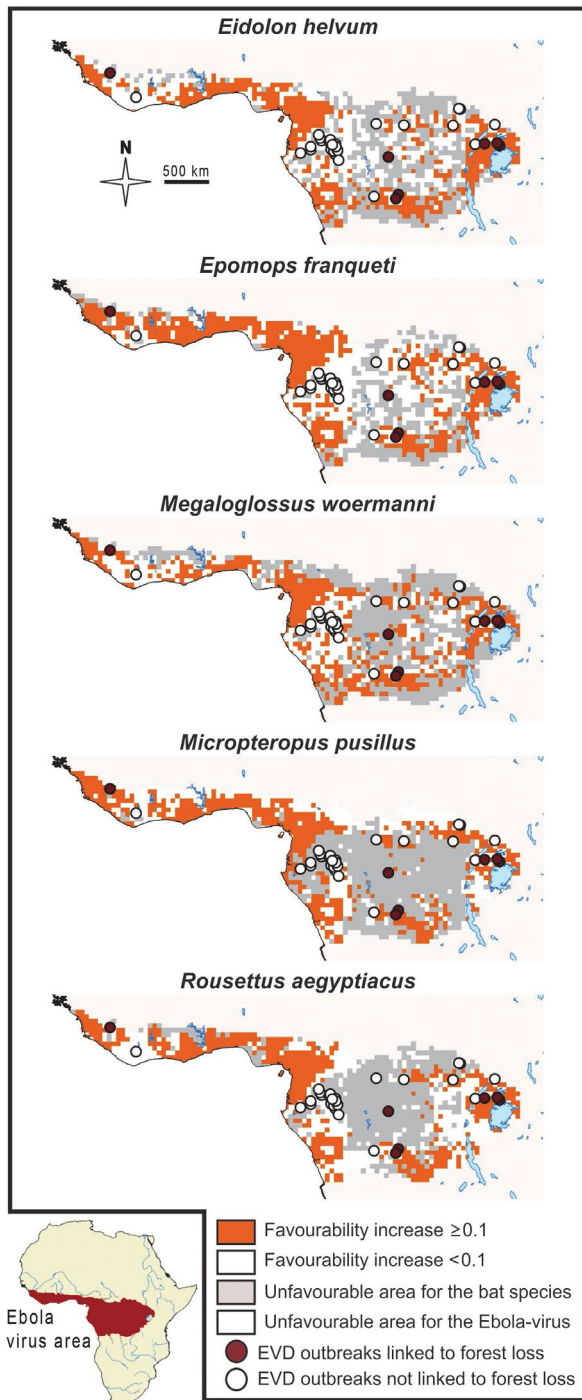 Eidolon helvum
N
500 km
Epomops franqueti
Megaloglossus woermanni
Micropteropus pusillus
Rousettus aegyptiacus
Favourability increase ≥0.1
Favourability increase <0.1
Unfavourable area for the bat species
Unfavourable area for the Ebola-virus
EVD outbreaks linked to forest loss
EVD outbreaks not linked to forest loss
Ebola
virus area